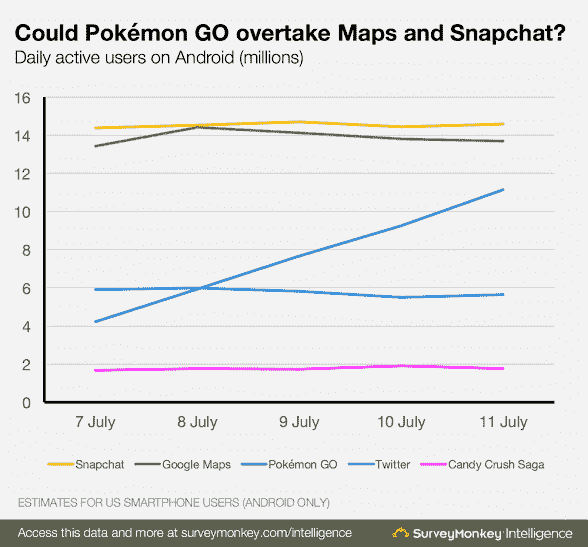 Could Pokémon GO overtake Maps and Snapchat?
Daily active users on Android (millions)
16
14
12
10
8
6
4
2
0
7 July 8 July 9 July 10 July 11 July
Snapchat Google Maps Pokémon GO Twitter Candy Crush Saga
ESTIMATES FOR US SMARTPHONE USERS (ANDROID ONLY)
Access this data and more at surveymonkey.com/intelligence SurveyMonkey Intelligence